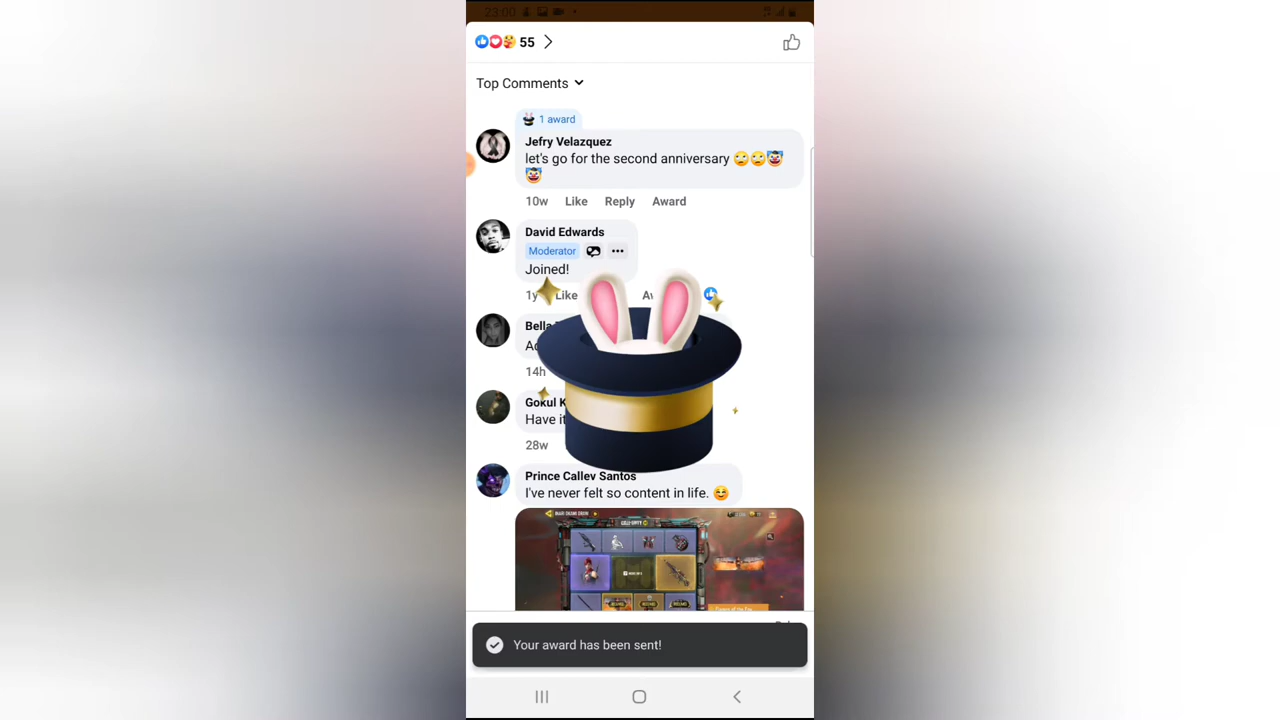 23:00
55
Top Comments
1 award
Jefry Velazquez
let's go for the second anniversary 🙄🙄🤡
🤡
10w Like Reply Award
David Edwards
Moderator
Joined!
1y Like
Bella
14h
Gokul K
Have it
28w
Prince Callev Santos
I've never felt so content in life. ☺️
Your award has been sent!